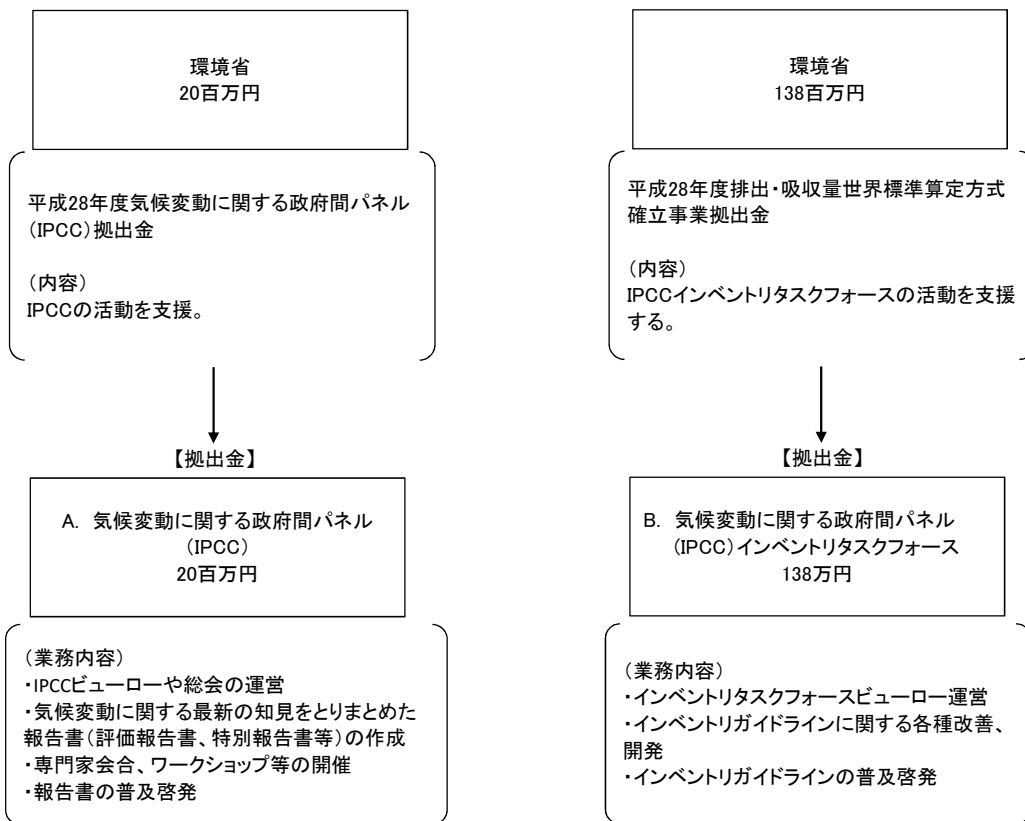 環境省
20百万円
平成28年度気候変動に関する政府間パネル
(IPCC)拠出金
(内容)
IPCCの活動を支援。
【拠出金】
A. 気候変動に関する政府間パネル
(IPCC)
20百万円
(業務内容)
・IPCCビューローや総会の運営
・気候変動に関する最新の知見をとりまとめた
報告書(評価報告書、特別報告書等)の作成
・専門家会合、ワークショップ等の開催
・報告書の普及啓発
環境省
138百万円
平成28年度排出・吸収量世界標準算定方式
確立事業拠出金
(内容)
IPCCインベントリタスクフォースの活動を支援
する。
【拠出金】
B. 気候変動に関する政府間パネル
(IPCC)インベントリタスクフォース
138万円
(業務内容)
・インベントリタスクフォースビューロー運営
・インベントリガイドラインに関する各種改善、
開発
・インベントリガイドラインの普及啓発